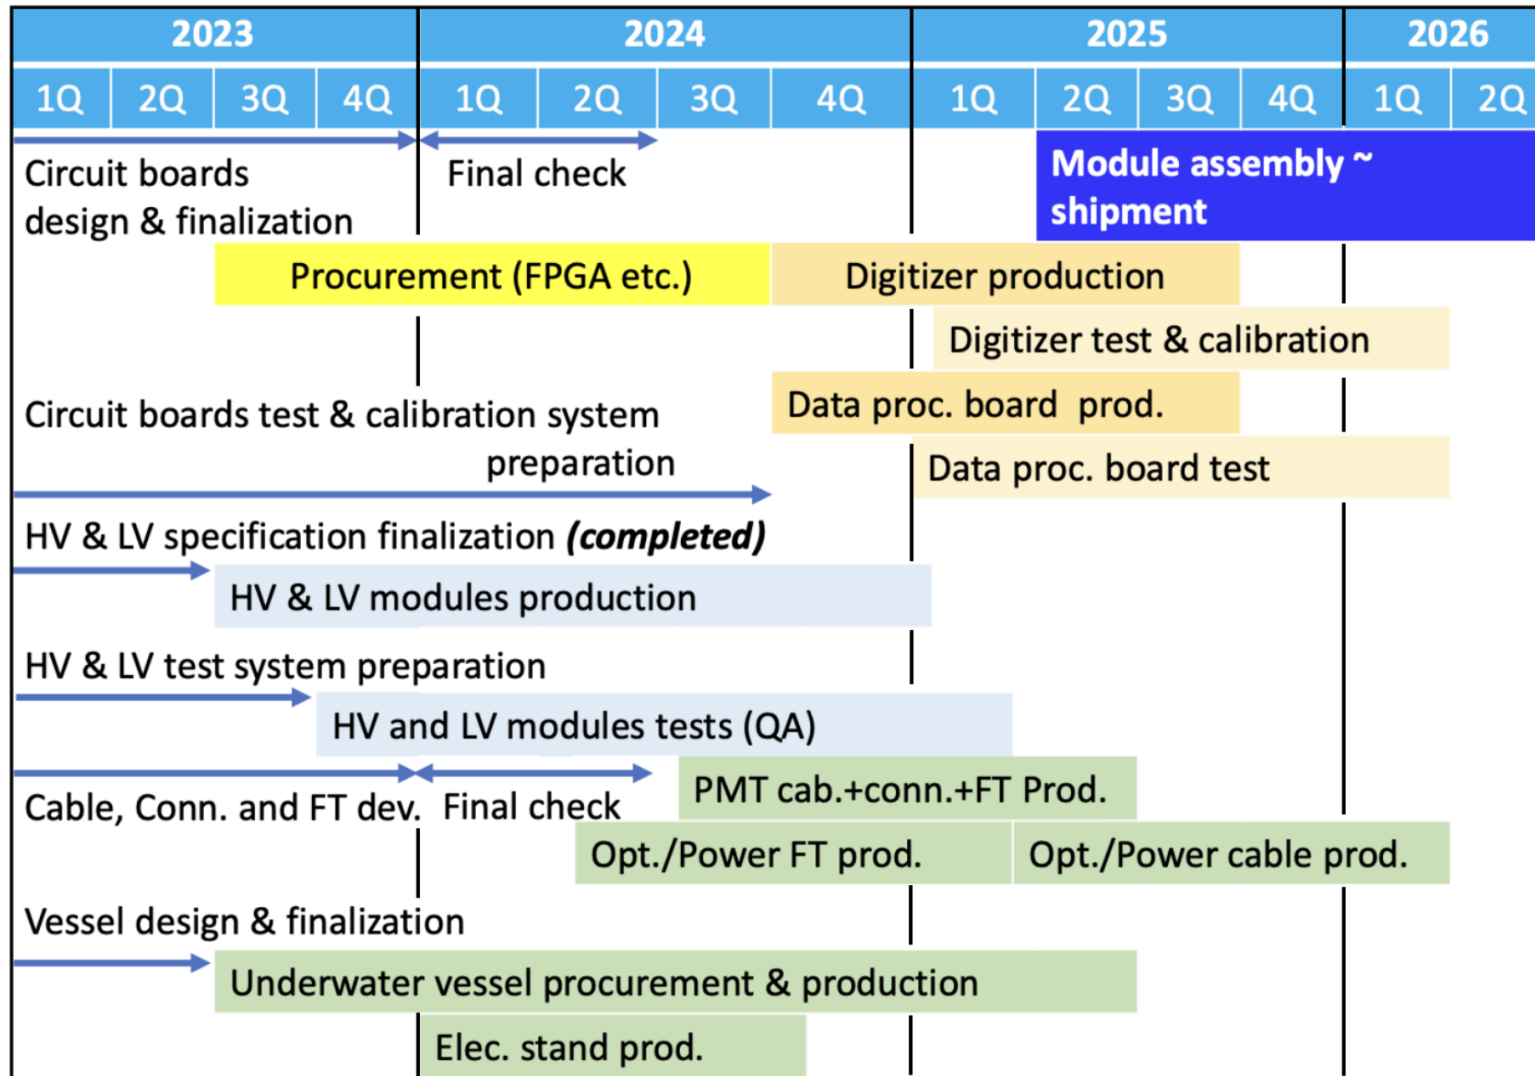 2023 2024 2025 2026
1Q 2Q 3Q 4Q 1Q 2Q 3Q 4Q 1Q 2Q 3Q 4Q 1Q 2Q
Circuit boards
design & finalization
Final check
Module assembly ~
shipment
Procurement (FPGA etc.)
Digitizer production
Digitizer test & calibration
Circuit boards test & calibration system
preparation
Data proc. board prod.
Data proc. board test
HV & LV specification finalization (completed)
HV & LV modules production
HV & LV test system preparation
HV and LV modules tests (QA)
PMT cab.+conn.+FT Prod.
Cable, Conn. and FT dev.
Final check
Opt./Power FT prod.
Opt./Power cable prod.
Vessel design & finalization
Underwater vessel procurement & production
Elec. stand prod.